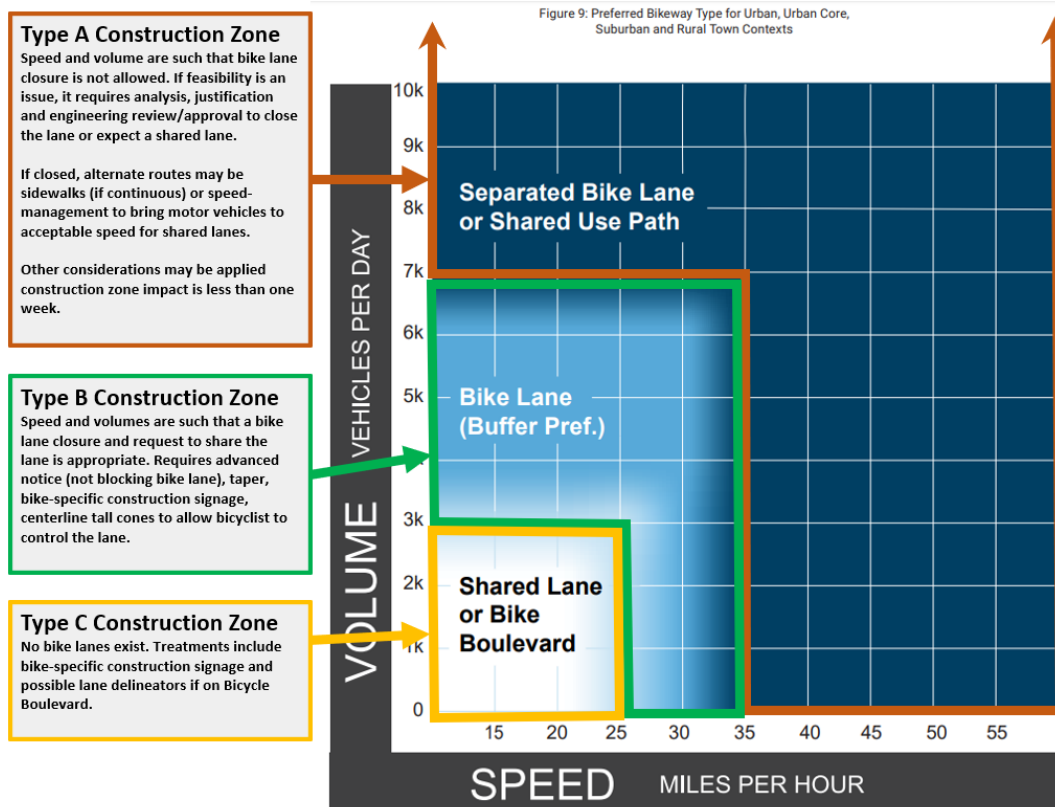 Figure 9: Preferred Bikeway Type for Urban, Urban Core,
Suburban and Rural Town Contexts
Type A Construction Zone
Speed and volume are such that bike lane
closure is not allowed. If feasibility is an
issue, it requires analysis, justification
and engineering review/approval to close
the lane or expect a shared lane.
If closed, alternate routes may be
sidewalks (if continuous) or speed-
management to bring motor vehicles to
acceptable speed for shared lanes.
Other considerations may be applied
construction zone impact is less than one
week.
Type B Construction Zone
Speed and volumes are such that a bike
lane closure and request to share the
lane is appropriate. Requires advanced
notice (not blocking bike lane), taper,
bike-specific construction signage,
centerline tall cones to allow bicyclist to
control the lane.
Type C Construction Zone
No bike lanes exist. Treatments include
bike-specific construction signage and
possible lane delineators if on Bicycle
Boulevard.
VOLUME VEHICLES PER DAY
10k
9k
8k
7k
6k
5k
3k
2k
1k
0
Separated Bike Lane
or Shared Use Path
Bike Lane
(Buffer Pref.)
Shared Lane
or Bike
Boulevard
15 20 25 30 35 40 45 50 55
SPEED MILES PER HOUR